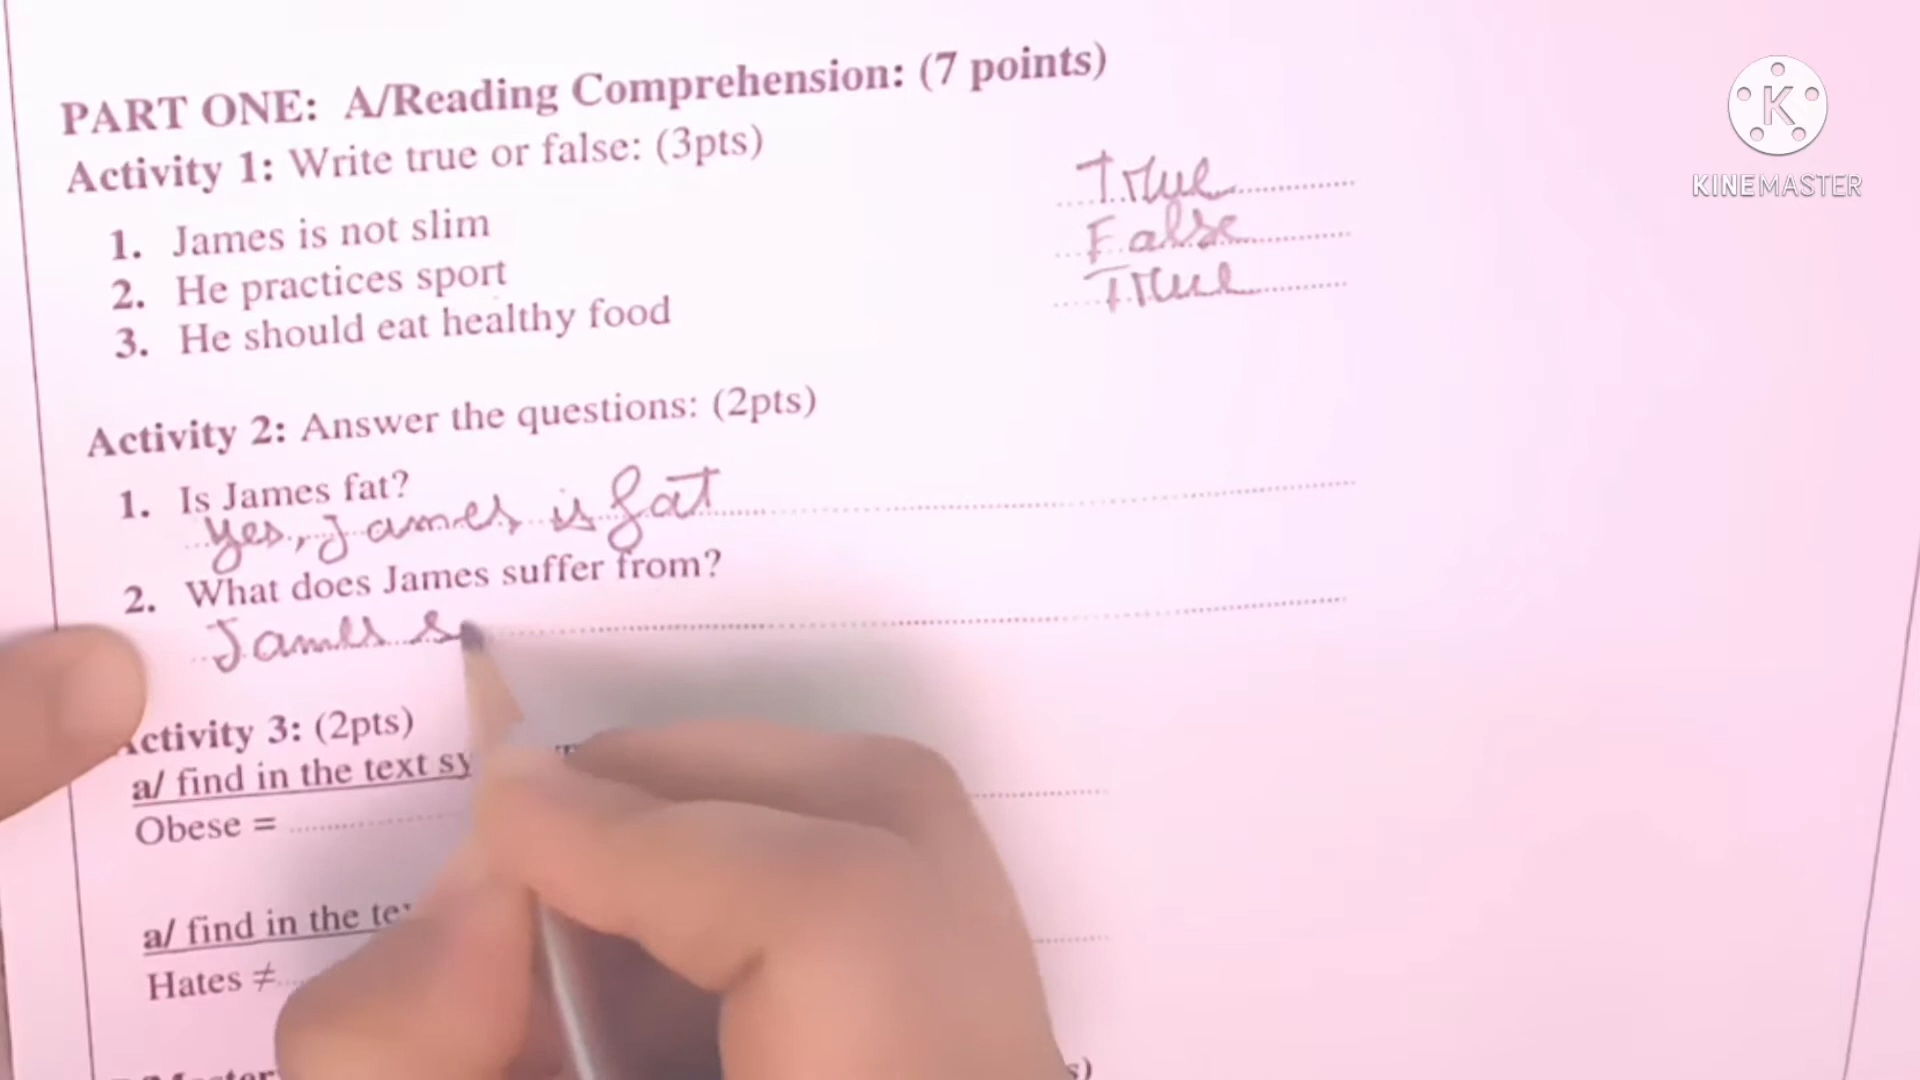 PART ONE: A/Reading Comprehension: (7 points)
Activity 1: Write true or false: (3pts)
1. James is not slim True
2. He practices sport False
3. He should eat healthy food True
Activity 2: Answer the questions: (2pts)
1. Is James fat?
Yes, James is fat
2. What does James suffer from?
James s
Activity 3: (2pts)
a/ find in the text sy
Obese =
a/ find in the te
Hates ≠
KINEMASTER